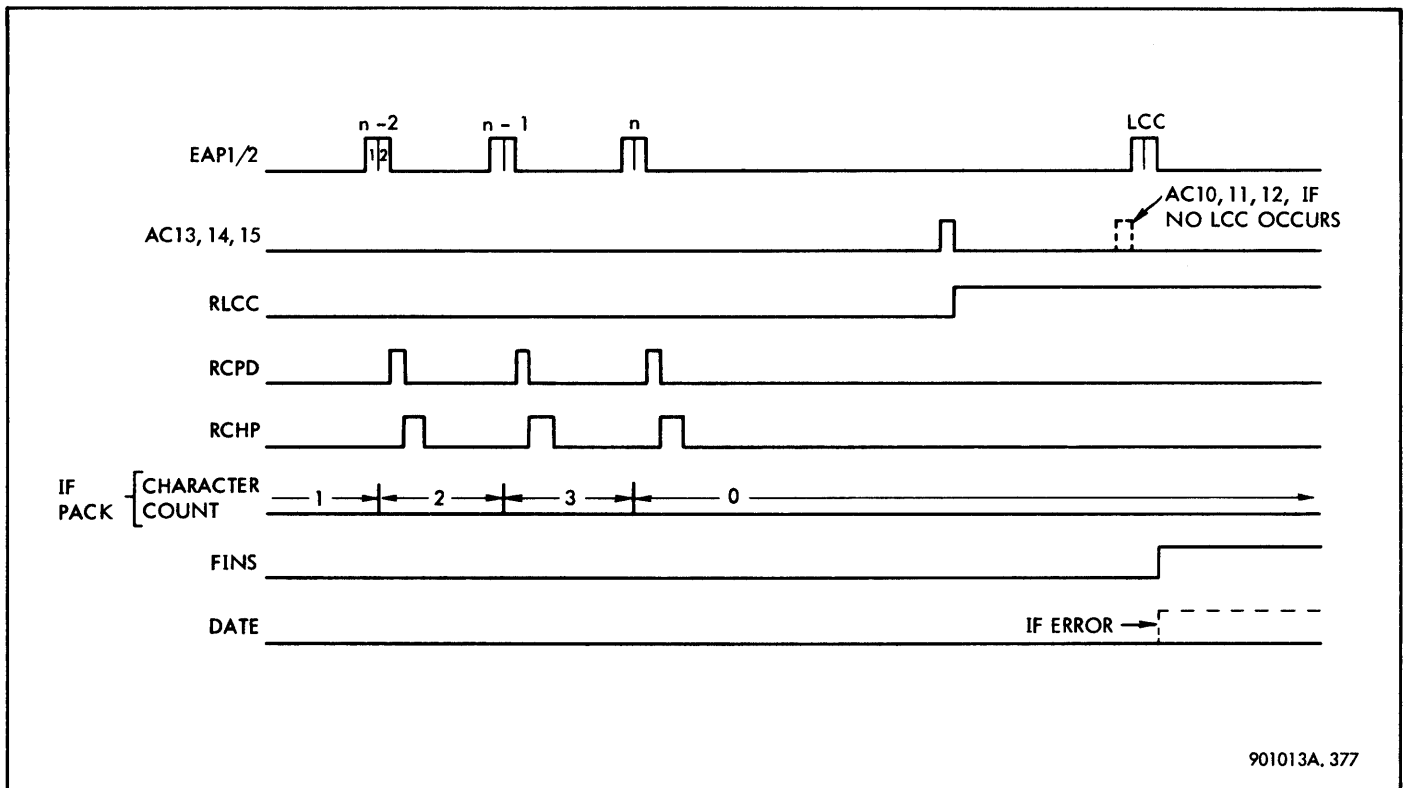 n -2
n - 1
n
LCC
EAP1/2
1 2
AC10, 11, 12, IF
NO LCC OCCURS
AC13, 14, 15
RLCC
RCPD
RCHP
IF
PACK
CHARACTER
COUNT
1
2
3
0
FINS
DATE
IF ERROR
901013A. 377